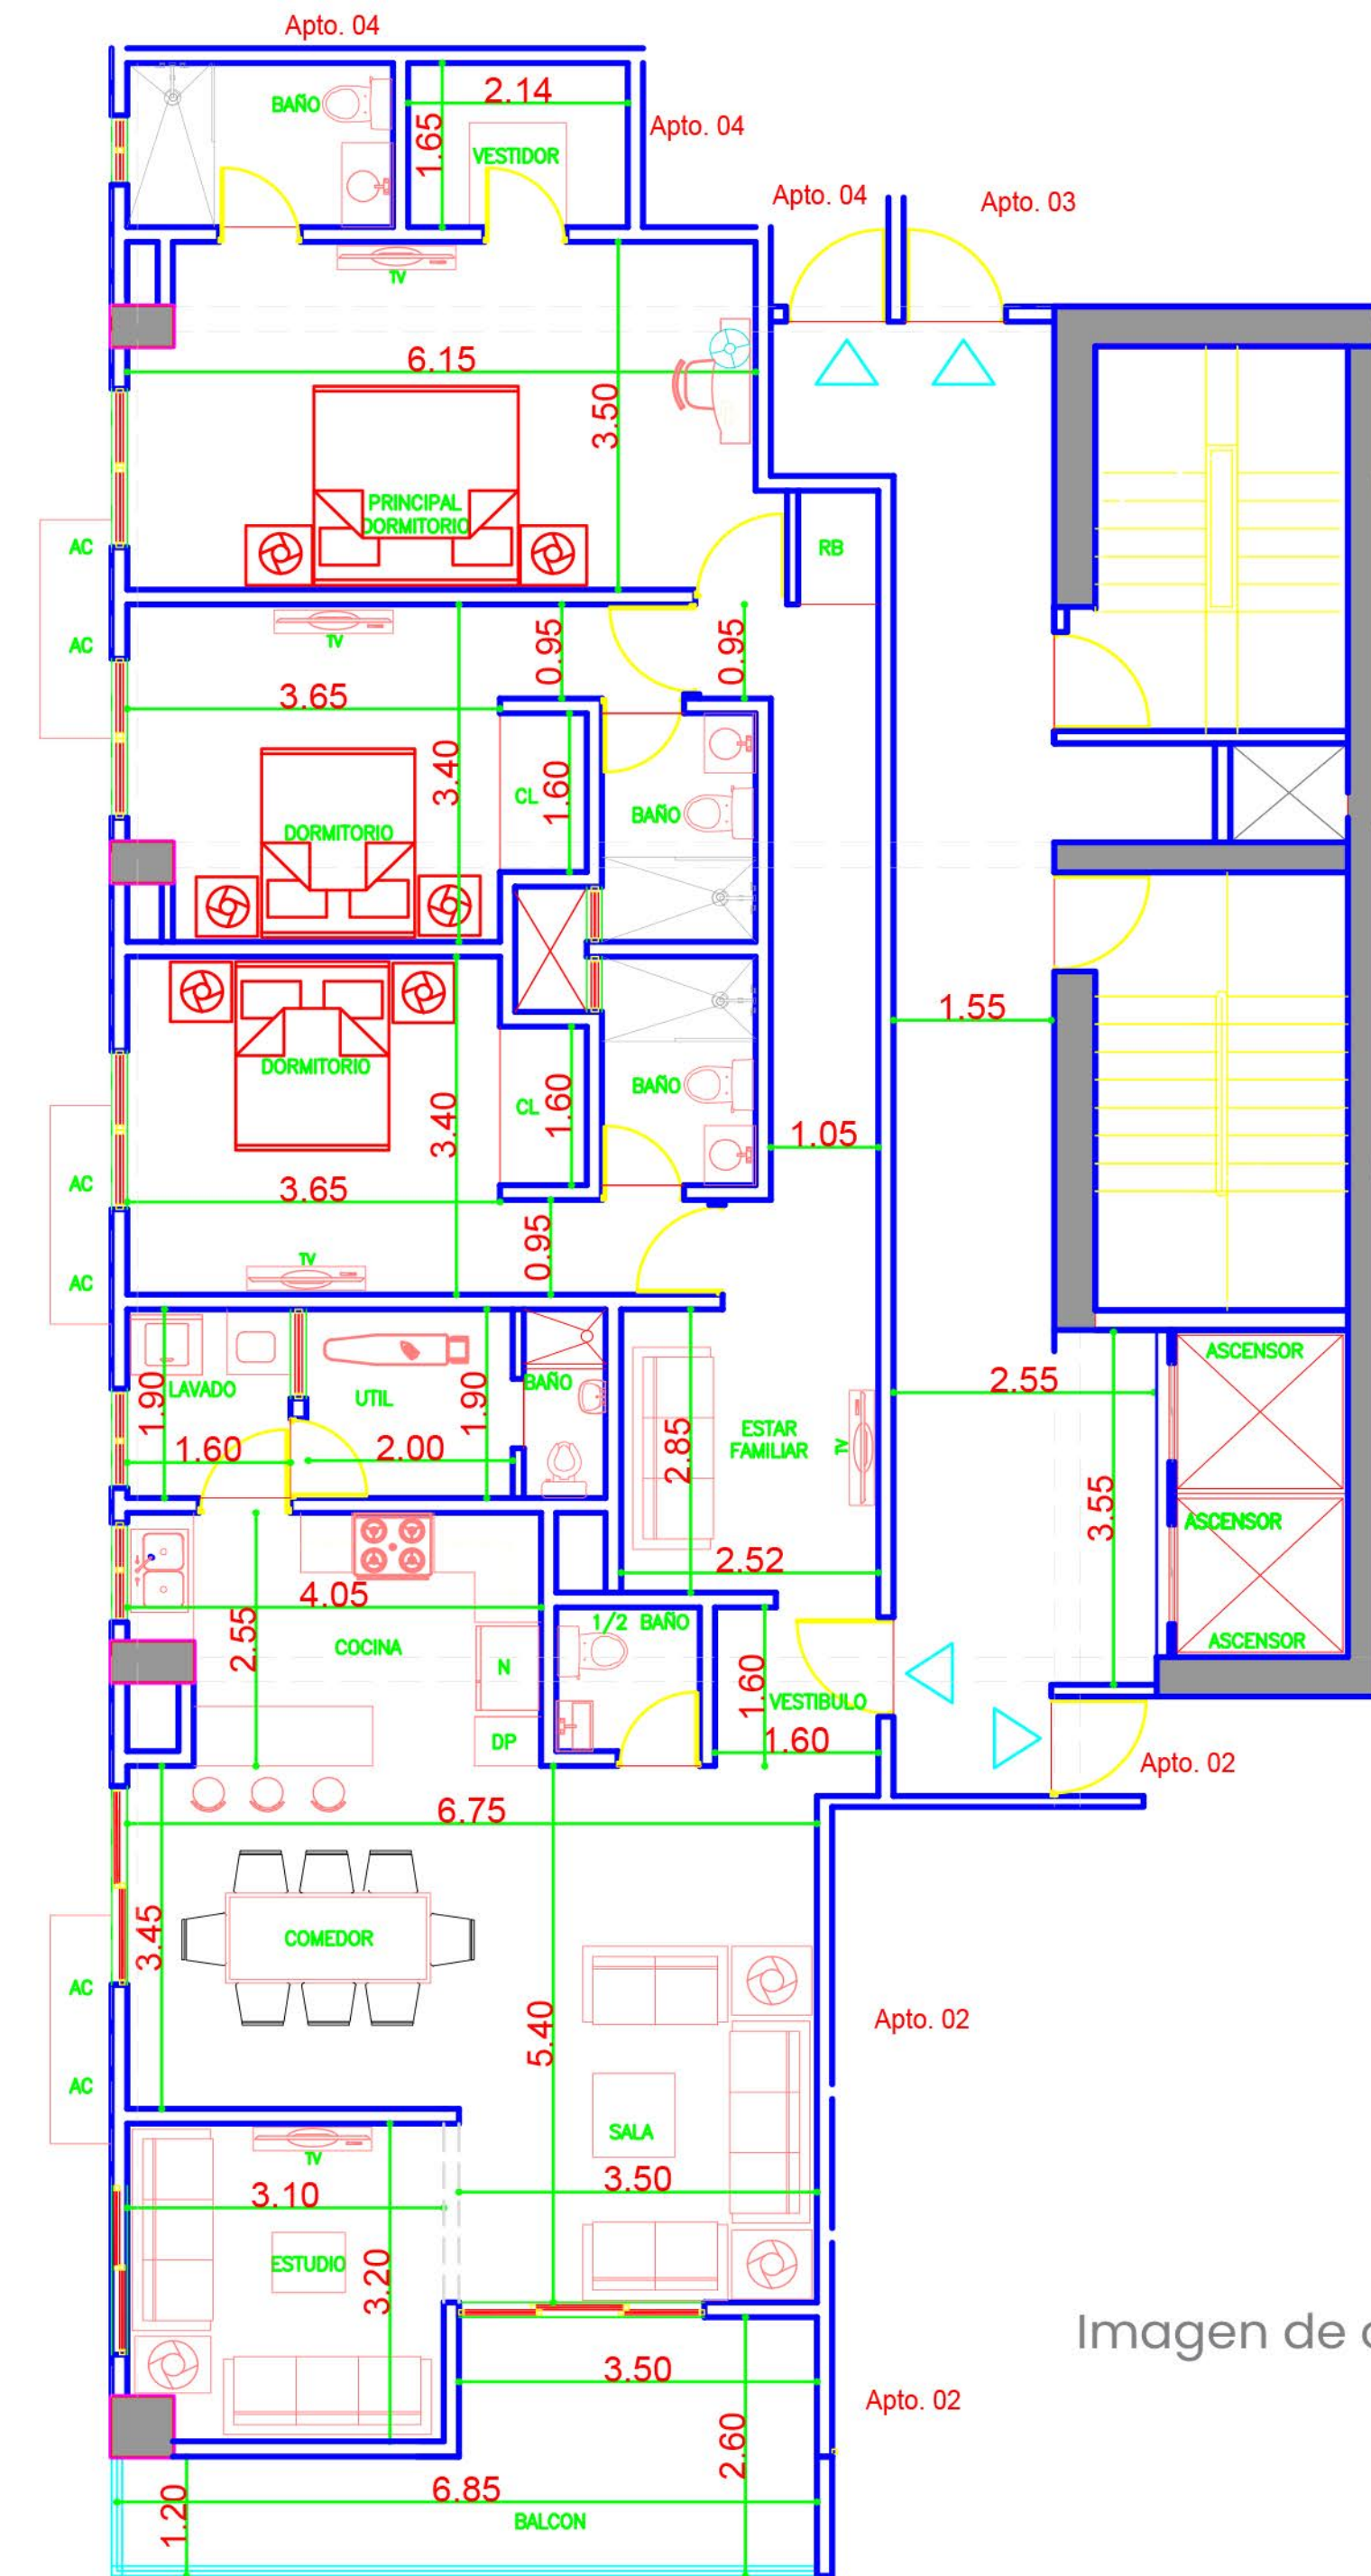 Apto. 04
BAÑO
2.14
1.65
VESTIDOR
Apto. 04
Apto. 04
Apto. 03
TV
6.15
3.50
PRINCIPAL
DORMITORIO
AC
RB
AC
TV
0.95
0.95
3.65
3.40
CL
1.60
BAÑO
DORMITORIO
1.55
DORMITORIO
BAÑO
CL
1.60
3.40
1.05
AC
3.65
0.95
TV
AC
LAVADO
1.90
UTIL
1.90
BAÑO
1.60
2.00
ESTAR
FAMILIAR
TV
2.85
2.55
ASCENSOR
3.55
ASCENSOR
2.52
4.05
2.55
COCINA
1/2 BAÑO
ASCENSOR
N
1.60
VESTIBULO
DP
1.60
Apto. 02
6.75
3.45
COMEDOR
AC
5.40
Apto. 02
AC
SALA
TV
3.10
3.50
ESTUDIO
3.20
Imagen de
3.50
Apto. 02
2.60
6.85
1.20
BALCON